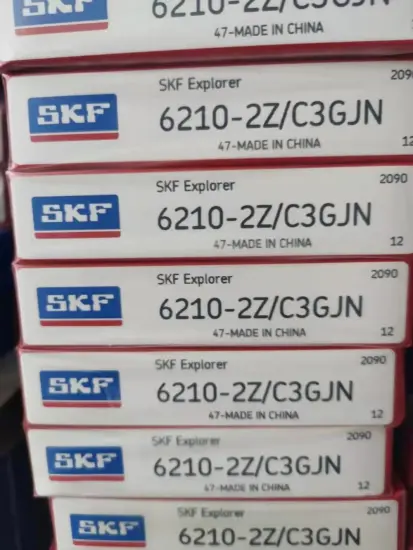 SKF
6210-2Z/C3GJN
47-MADE IN CHINA
2090
SKF Explorer
SKF
6210-2Z/C3GJN
47-MADE IN CHINA
12
2090
SKF Explorer
SKF
6210-2Z/C3GJN
47-MADE IN CHINA
12
2090
SKF Explorer
SKF
6210-2Z/C3GJN
47-MADE IN CHINA
12
2090
SKF Explorer
SKF
6210-2Z/C3GJN
47-MADE IN CHINA
12
2090
SKF Explorer
SKF
6210-2Z/C3GJN
47-MADE IN CHINA
12
2090
SKF Explorer
SKF
6210-2Z/C3GJN